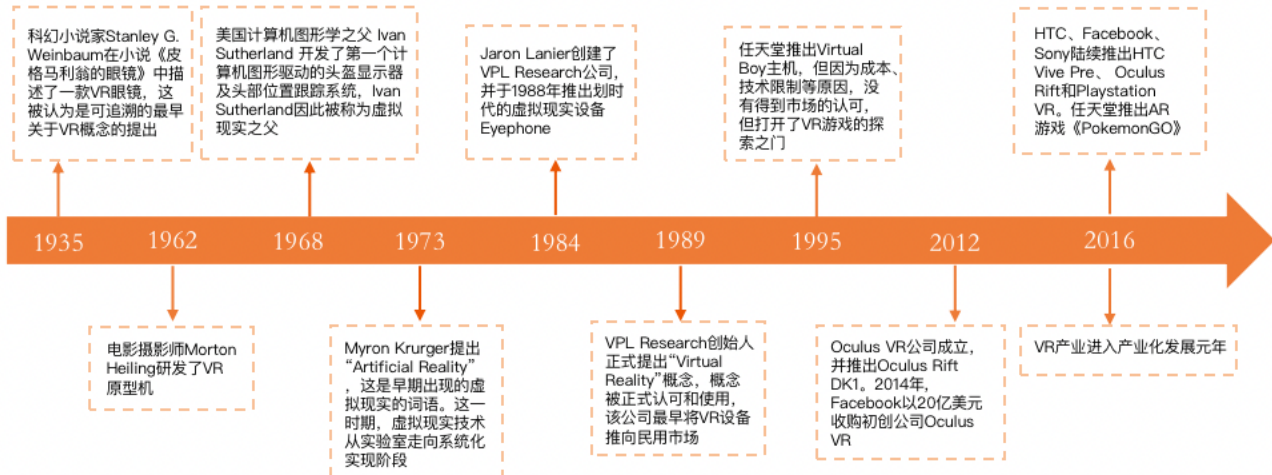 科幻小说家Stanley G.
Weinbaum在小说《皮
格马利翁的眼镜》中描
述了一款VR眼镜，这
被认为是可追溯的最早
关于VR概念的提出
美国计算机图形学之父 Ivan
Sutherland 开发了第一个计
算机图形驱动的头盔显示器
及头部位置跟踪系统，Ivan
Sutherland因此被称为虚拟
现实之父
Jaron Lanier创建了
VPL Research公司，
并于1988年推出划时
代的虚拟现实设备
Eyephone
任天堂推出Virtual
Boy主机，但因为成本、
技术限制等原因，没
有得到市场的认可，
但打开了VR游戏的探
索之门
HTC、Facebook、
Sony陆续推出HTC
Vive Pre、 Oculus
Rift和Playstation
VR。任天堂推出AR
游戏《PokemonGO》
1935 1962 1968 1973 1984 1989 1995 2012 2016
电影摄影师Morton
Heiling研发了VR
原型机
Myron Krurger提出
“Artificial Reality”
，这是早期出现的虚
拟现实的词语。这一
时期，虚拟现实技术
从实验室走向系统化
实现阶段
VPL Research创始人
正式提出“Virtual
Reality”概念，概念
被正式认可和使用，
该公司最早将VR设备
推向民用市场
Oculus VR公司成立，
并推出Oculus Rift
DK1。2014年，
Facebook以20亿美元
收购初创公司Oculus
VR
VR产业进入产业化发展元年